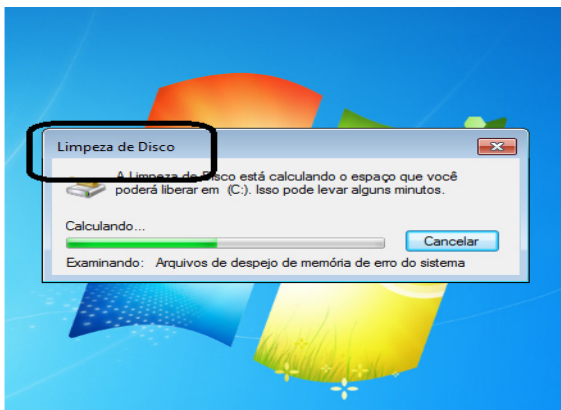 Limpeza de Disco
A Limpeza de Disco está calculando o espaço que você
poderá liberar em (C:). Isso pode levar alguns minutos.
Calculando...
Cancelar
Examinando: Arquivos de despejo de memória de erro do sistema